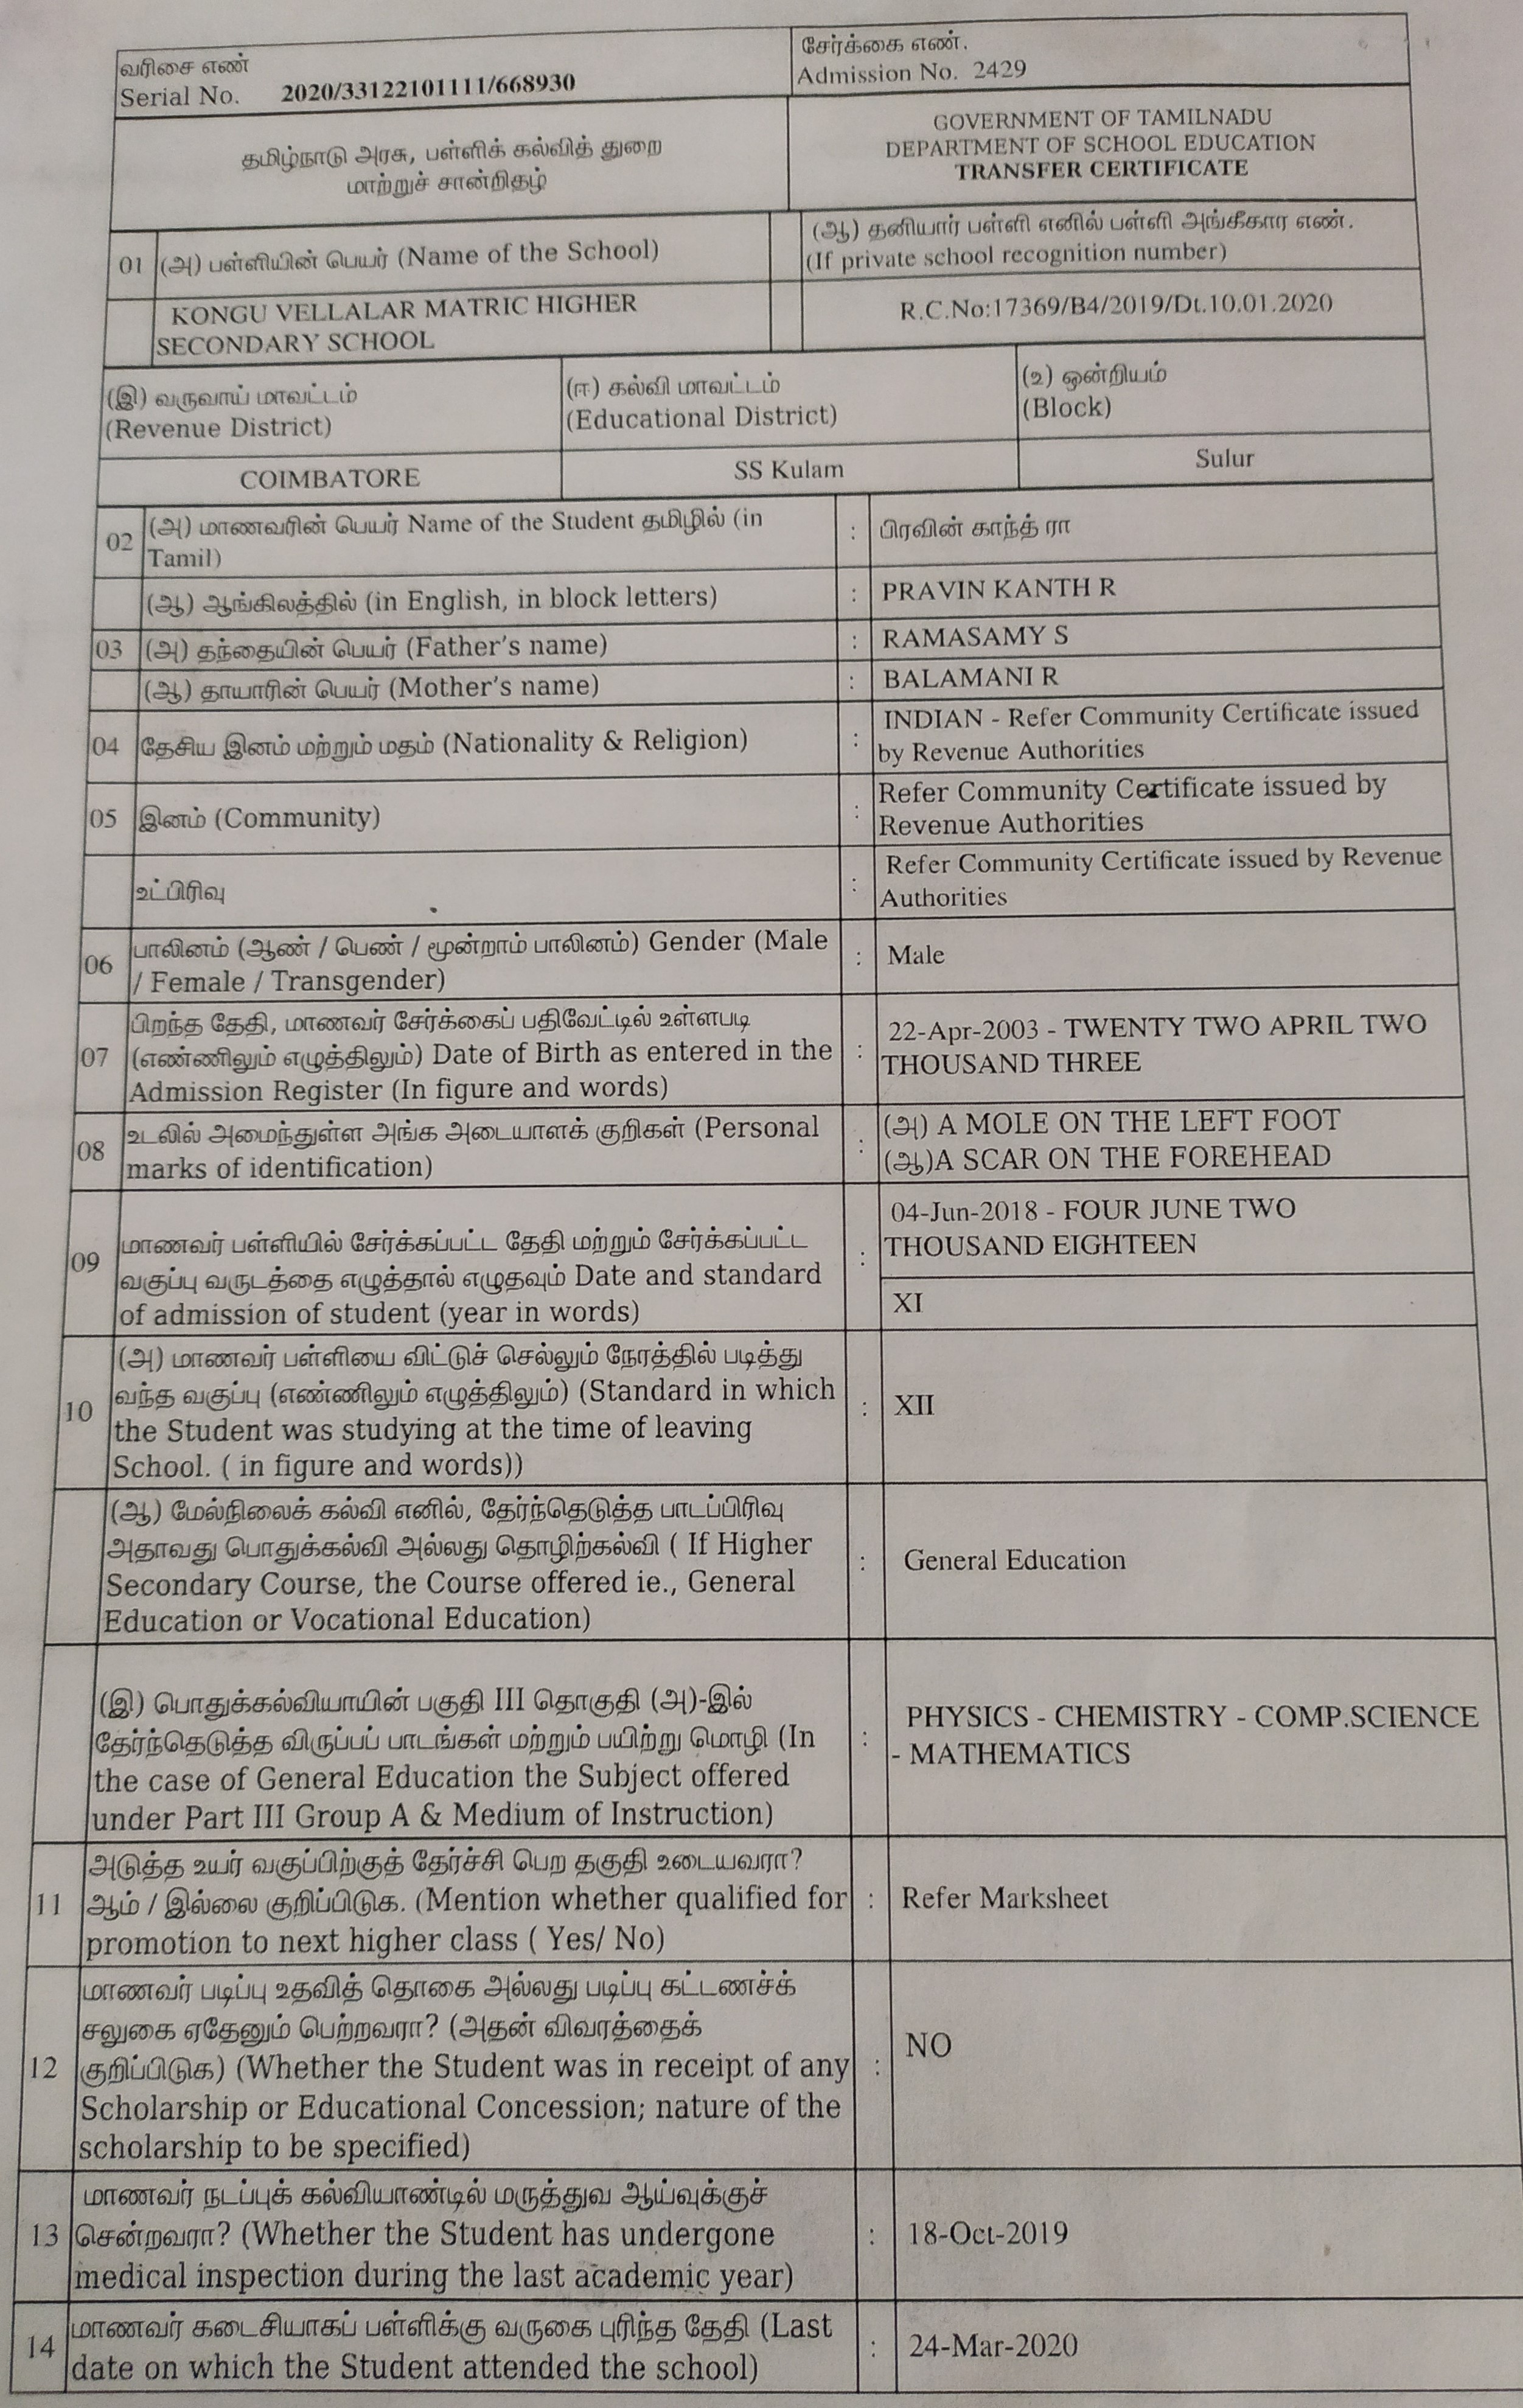 வரிசை எண்
Serial No. 2020/33122101111/668930
சேர்க்கை எண்.
Admission No. 2429
தமிழ்நாடு அரசு, பள்ளிக் கல்வித் துறை
மாற்றுச் சான்றிதழ்
GOVERNMENT OF TAMILNADU
DEPARTMENT OF SCHOOL EDUCATION
TRANSFER CERTIFICATE
01 (அ) பள்ளியின் பெயர் (Name of the School)
(ஆ) தனியார் பள்ளி எனில் பள்ளி அங்கீகார எண்.
(If private school recognition number)
KONGU VELLALAR MATRIC HIGHER
SECONDARY SCHOOL
R.C.No:17369/B4/2019/Dt.10.01.2020
(இ) வருவாய் மாவட்டம்
(Revenue District)
(ஈ) கல்வி மாவட்டம்
(Educational District)
(உ) ஒன்றியம்
(Block)
COIMBATORE
SS Kulam
Sulur
02 (அ) மாணவரின் பெயர் Name of the Student தமிழில் (in
Tamil)
: பிரவின் காந்த் ரா
(ஆ) ஆங்கிலத்தில் (in English, in block letters) : PRAVIN KANTH R
03 (அ) தந்தையின் பெயர் (Father's name) : RAMASAMY S
(ஆ) தாயாரின் பெயர் (Mother's name) : BALAMANI R
04 தேசிய இனம் மற்றும் மதம் (Nationality & Religion) :
INDIAN - Refer Community Certificate issued
by Revenue Authorities
05 இனம் (Community) :
Refer Community Certificate issued by
Revenue Authorities
உட்பிரிவு :
Refer Community Certificate issued by Revenue
Authorities
06 பாலினம் (ஆண் / பெண் / மூன்றாம் பாலினம்) Gender (Male
/ Female / Transgender)
: Male
07 பிறந்த தேதி, மாணவர் சேர்க்கைப் பதிவேட்டில் உள்ளபடி
(எண்ணிலும் எழுத்திலும்) Date of Birth as entered in the
Admission Register (In figure and words)
: 22-Apr-2003 - TWENTY TWO APRIL TWO
THOUSAND THREE
08 உடலில் அமைந்துள்ள அங்க அடையாளக் குறிகள் (Personal
marks of identification)
: (அ) A MOLE ON THE LEFT FOOT
(ஆ)A SCAR ON THE FOREHEAD
09 மாணவர் பள்ளியில் சேர்க்கப்பட்ட தேதி மற்றும் சேர்க்கப்பட்ட
வகுப்பு வருடத்தை எழுத்தால் எழுதவும் Date and standard
of admission of student (year in words)
: 04-Jun-2018 - FOUR JUNE TWO
THOUSAND EIGHTEEN
XI
10 (அ) மாணவர் பள்ளியை விட்டுச் செல்லும் நேரத்தில் படித்து
வந்த வகுப்பு (எண்ணிலும் எழுத்திலும்) (Standard in which
the Student was studying at the time of leaving
School. ( in figure and words))
: XII
(ஆ) மேல்நிலைக் கல்வி எனில், தேர்ந்தெடுத்த பாடப்பிரிவு
அதாவது பொதுக்கல்வி அல்லது தொழிற்கல்வி ( If Higher
Secondary Course, the Course offered ie., General
Education or Vocational Education)
: General Education
(இ) பொதுக்கல்வியாயின் பகுதி III தொகுதி (அ)-இல்
தேர்ந்தெடுத்த விருப்பப் பாடங்கள் மற்றும் பயிற்று மொழி (In
the case of General Education the Subject offered
under Part III Group A & Medium of Instruction)
: PHYSICS - CHEMISTRY - COMP.SCIENCE
- MATHEMATICS
11 அடுத்த உயர் வகுப்பிற்குத் தேர்ச்சி பெற தகுதி உடையவரா?
ஆம் / இல்லை குறிப்பிடுக. (Mention whether qualified for
promotion to next higher class ( Yes/ No)
: Refer Marksheet
12 மாணவர் படிப்பு உதவித் தொகை அல்லது படிப்பு கட்டணச்க்
சலுகை ஏதேனும் பெற்றவரா? (அதன் விவரத்தைக்
குறிப்பிடுக) (Whether the Student was in receipt of any
Scholarship or Educational Concession; nature of the
scholarship to be specified)
: NO
13 மாணவர் நடப்புக் கல்வியாண்டில் மருத்துவ ஆய்வுக்குச்
சென்றவரா? (Whether the Student has undergone
medical inspection during the last academic year)
: 18-Oct-2019
14 மாணவர் கடைசியாகப் பள்ளிக்கு வருகை புரிந்த தேதி (Last
date on which the Student attended the school)
: 24-Mar-2020